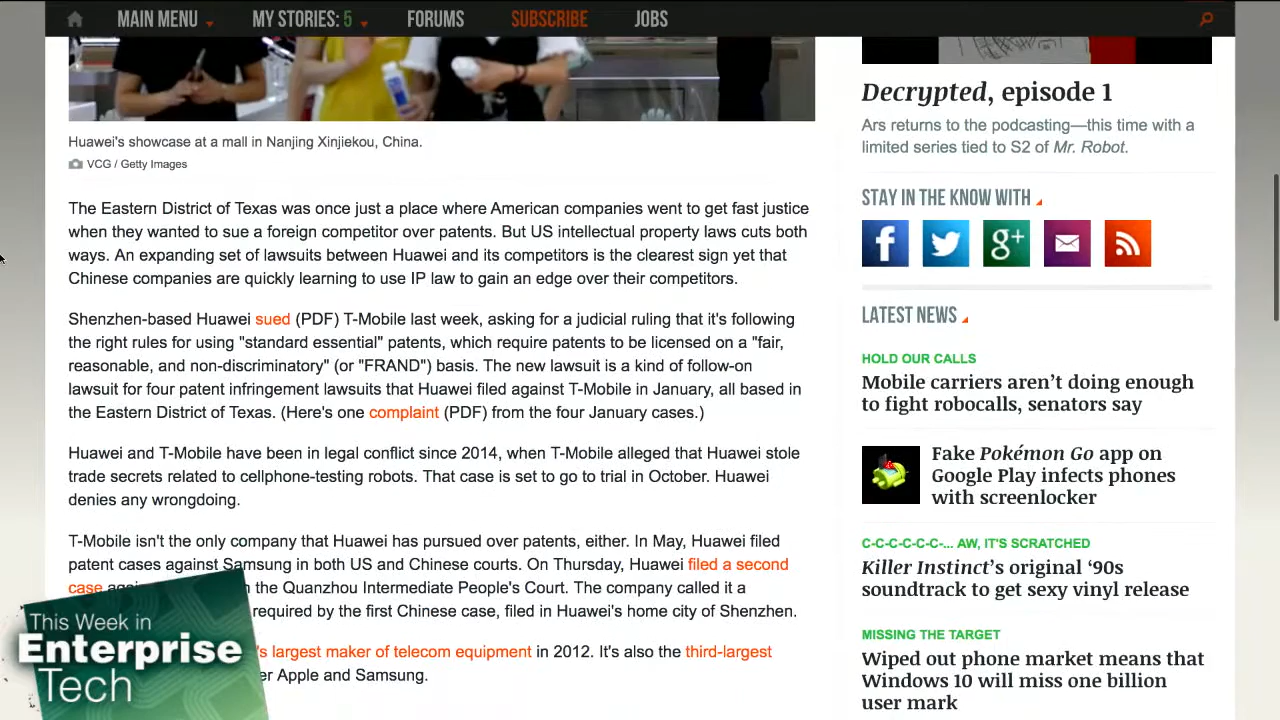 MAIN MENU
MY STORIES: 5
FORUMS
SUBSCRIBE
JOBS
Huawei's showcase at a mall in Nanjing Xinjiekou, China.
VCG / Getty Images
The Eastern District of Texas was once just a place where American companies went to get fast justice
when they wanted to sue a foreign competitor over patents. But US intellectual property laws cuts both
ways. An expanding set of lawsuits between Huawei and its competitors is the clearest sign yet that
Chinese companies are quickly learning to use IP law to gain an edge over their competitors.
Shenzhen-based Huawei sued (PDF) T-Mobile last week, asking for a judicial ruling that it's following
the right rules for using "standard essential" patents, which require patents to be licensed on a "fair,
reasonable, and non-discriminatory" (or "FRAND") basis. The new lawsuit is a kind of follow-on
lawsuit for four patent infringement lawsuits that Huawei filed against T-Mobile in January, all based in
the Eastern District of Texas. (Here's one complaint (PDF) from the four January cases.)
Huawei and T-Mobile have been in legal conflict since 2014, when T-Mobile alleged that Huawei stole
trade secrets related to cellphone-testing robots. That case is set to go to trial in October. Huawei
denies any wrongdoing.
T-Mobile isn't the only company that Huawei has pursued over patents, either. In May, Huawei filed
patent cases against Samsung in both US and Chinese courts. On Thursday, Huawei filed a second
case the Quanzhou Intermediate People's Court. The company called it a
required by the first Chinese case, filed in Huawei's home city of Shenzhen.
's largest maker of telecom equipment in 2012. It's also the third-largest
er Apple and Samsung.
This Week in
Enterprise
Tech
Decrypted, episode 1
Ars returns to the podcasting—this time with a
limited series tied to S2 of Mr. Robot.
STAY IN THE KNOW WITH
f
g+
LATEST NEWS
HOLD OUR CALLS
Mobile carriers aren't doing enough
to fight robocalls, senators say
Fake Pokémon Go app on
Google Play infects phones
with screenlocker
C-C-C-C-C-C-... AW, IT'S SCRATCHED
Killer Instinct's original '90s
soundtrack to get sexy vinyl release
MISSING THE TARGET
Wiped out phone market means that
Windows 10 will miss one billion
user mark